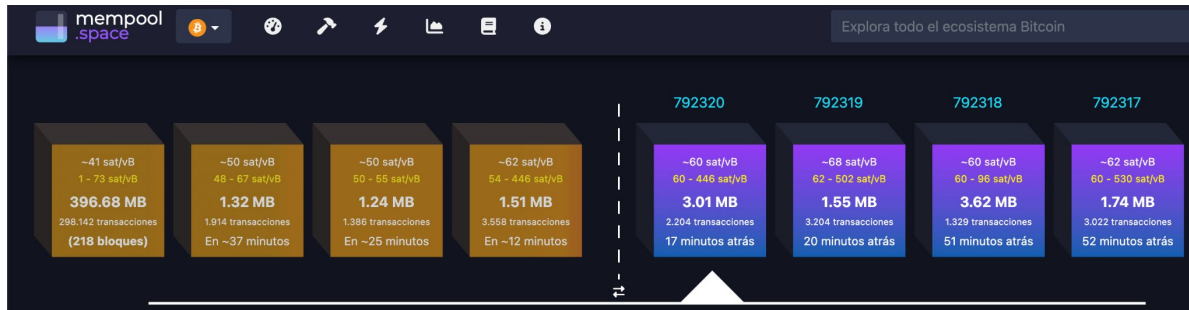 mempool
.space
Explora todo el ecosistema Bitcoin
792320
792319
792318
792317
~41 sat/vB
1 - 73 sat/vB
396.68 MB
298.142 transacciones
(218 bloques)
~50 sat/vB
48 - 67 sat/vB
1.32 MB
1.914 transacciones
En ~37 minutos
~50 sat/vB
50 - 55 sat/vB
1.24 MB
1.386 transacciones
En ~25 minutos
~62 sat/vB
54 - 446 sat/vB
1.51 MB
3.558 transacciones
En ~12 minutos
~60 sat/vB
60 - 446 sat/vB
3.01 MB
2.204 transacciones
17 minutos atrás
~68 sat/vB
62 - 502 sat/vB
1.55 MB
3.204 transacciones
20 minutos atrás
~60 sat/vB
60 - 96 sat/vB
3.62 MB
1.329 transacciones
51 minutos atrás
~62 sat/vB
60 - 530 sat/vB
1.74 MB
3.022 transacciones
52 minutos atrás